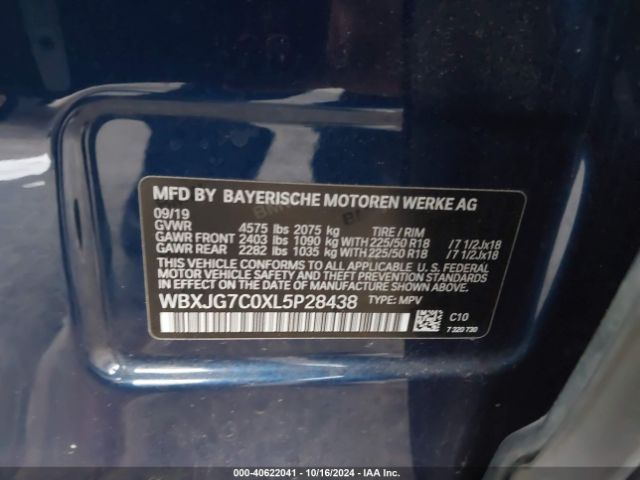 MFD BY BAYERISCHE MOTOREN WERKE AG
09/19
GVWR 4575 lbs 2075 kg TIRE / RIM
GAWR FRONT 2403 lbs 1090 kg WITH 225/50 R18 / 7 1/2Jx18
GAWR REAR 2282 lbs 1035 kg WITH 225/50 R18 / 7 1/2Jx18
THIS VEHICLE CONFORMS TO ALL APPLICABLE U.S. FEDERAL
MOTOR VEHICLE SAFETY AND THEFT PREVENTION STANDARDS
IN EFFECT ON THE DATE OF MANUFACTURE SHOWN ABOVE.
WBXJG7C0XL5P28438 TYPE: MPV
C10
7 320 730
000-40622041 / 10/16/2024 - IAA Inc.